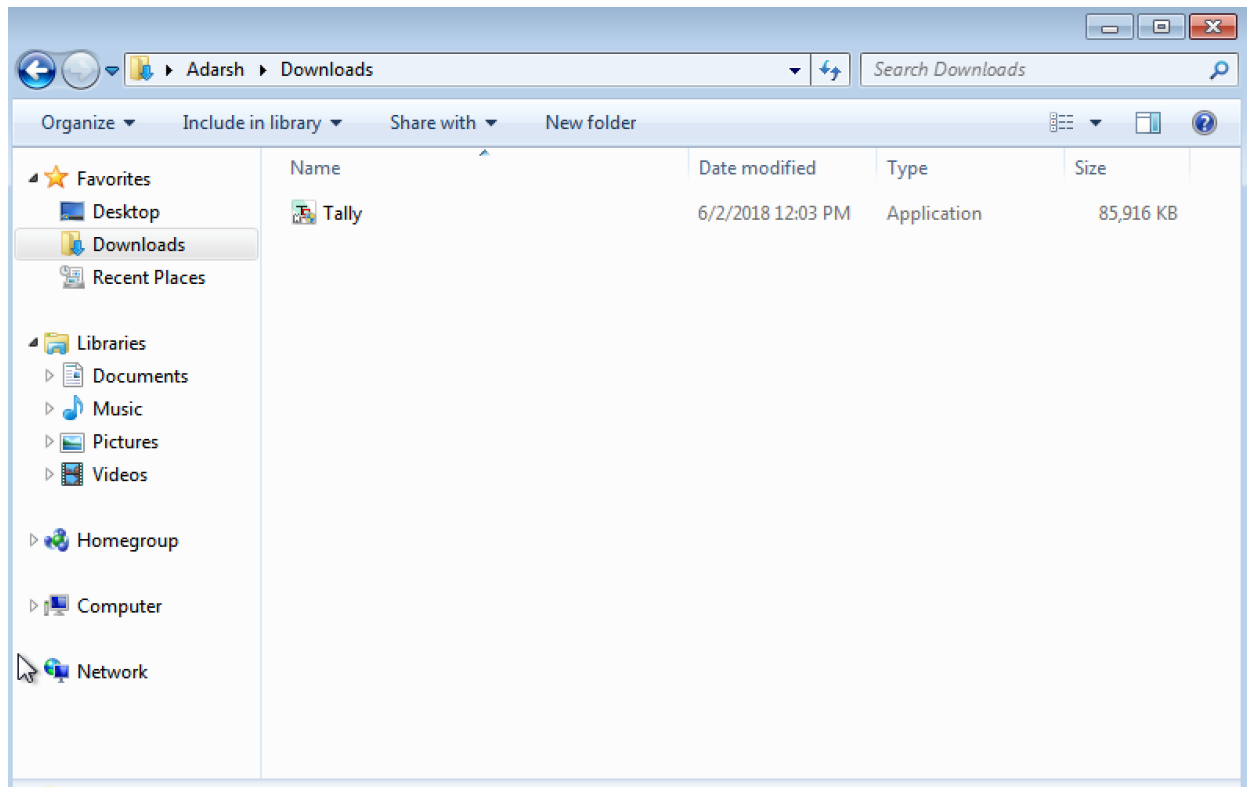 Adarsh Downloads Search Downloads
Organize Include in library Share with New folder
Favorites
Desktop
Downloads
Recent Places
Libraries
Documents
Music
Pictures
Videos
Homegroup
Computer
Network
Name Date modified Type Size
Tally 6/2/2018 12:03 PM Application 85,916 KB